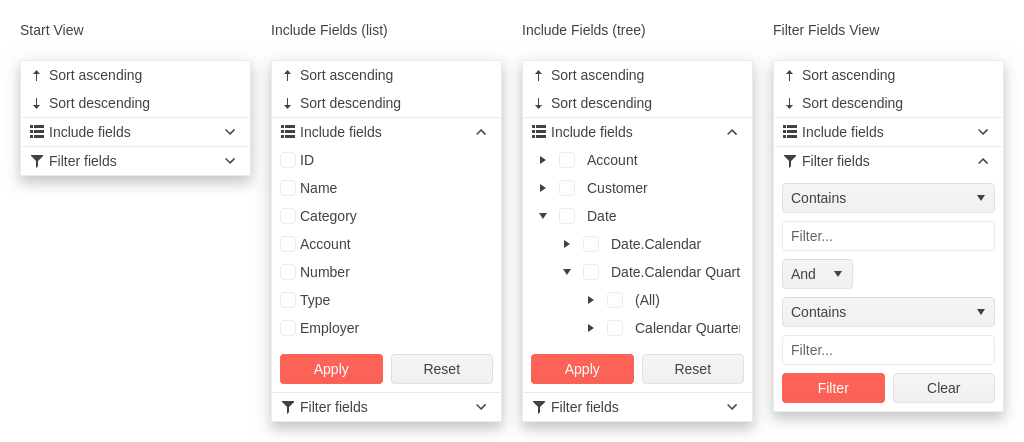 Start View
Sort ascending
Sort descending
Include fields
Filter fields
Include Fields (list)
Sort ascending
Sort descending
Include fields
ID
Name
Category
Account
Number
Type
Employer
Apply Reset
Filter fields
Include Fields (tree)
Sort ascending
Sort descending
Include fields
Account
Customer
Date
Date.Calendar
Date.Calendar Quart
(All)
Calendar Quarte
Apply Reset
Filter fields
Filter Fields View
Sort ascending
Sort descending
Include fields
Filter fields
Contains
Filter...
And
Contains
Filter...
Filter Clear